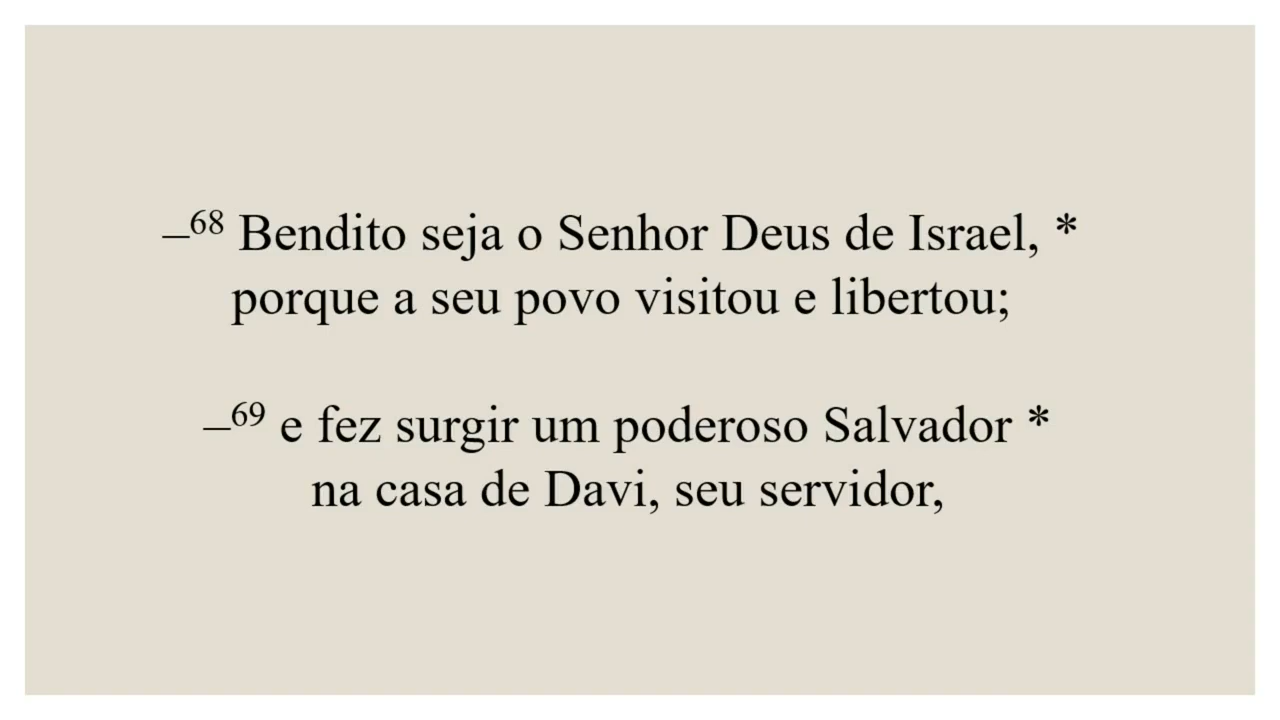 –⁶⁸ Bendito seja o Senhor Deus de Israel, *
porque a seu povo visitou e libertou;
–⁶⁹ e fez surgir um poderoso Salvador *
na casa de Davi, seu servidor,